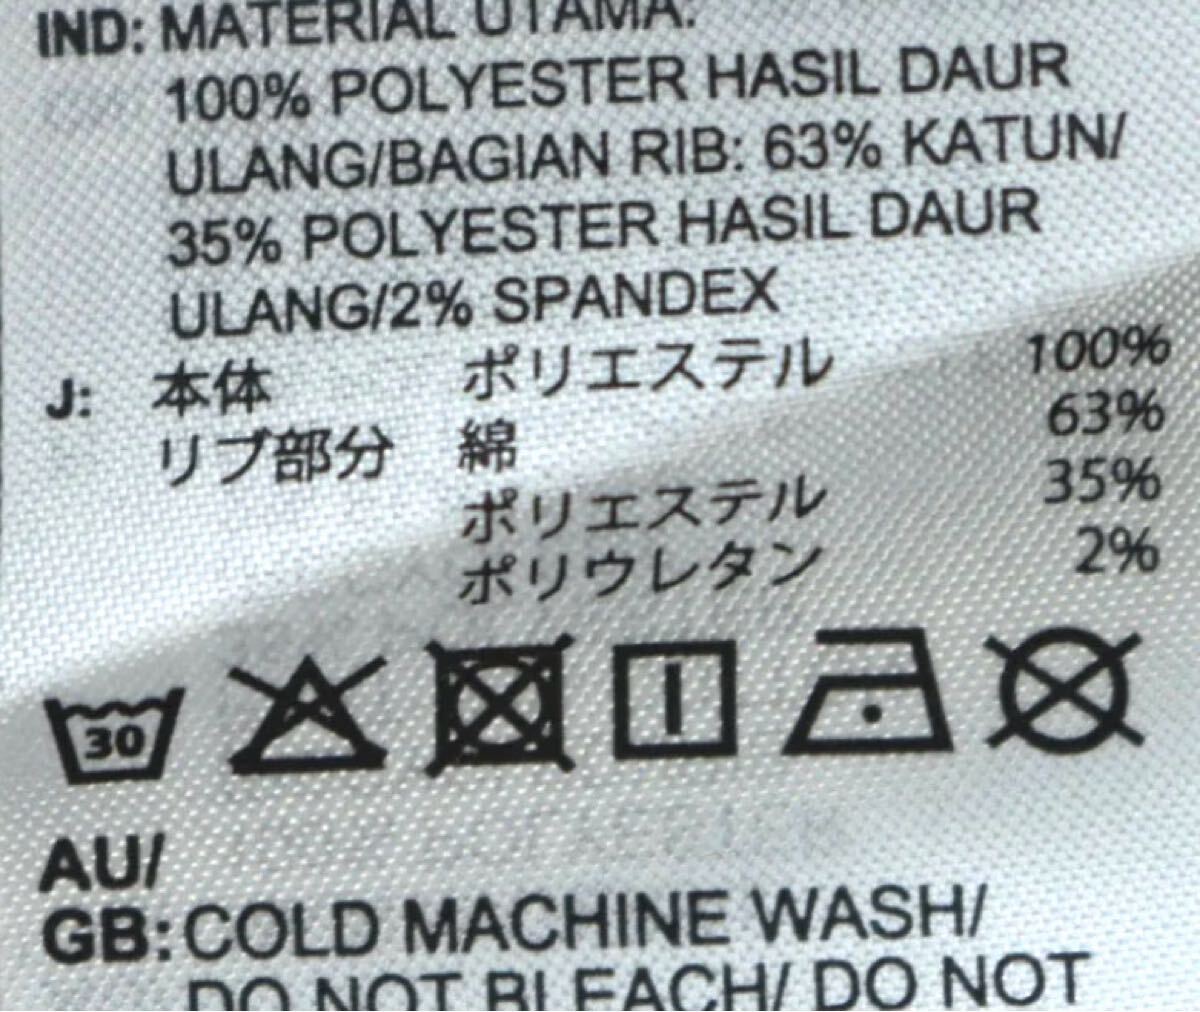 IND: MATERIAL UTAMA:
100% POLYESTER HASIL DAUR
ULANG/BAGIAN RIB: 63% KATUN/
35% POLYESTER HASIL DAUR
ULANG/2% SPANDEX
J: 本体 ポリエステル 100%
リブ部分 綿 63%
ポリエステル 35%
ポリウレタン 2%
30
AU/
GB: COLD MACHINE WASH/
DO NOT BLEACH/ DO NOT